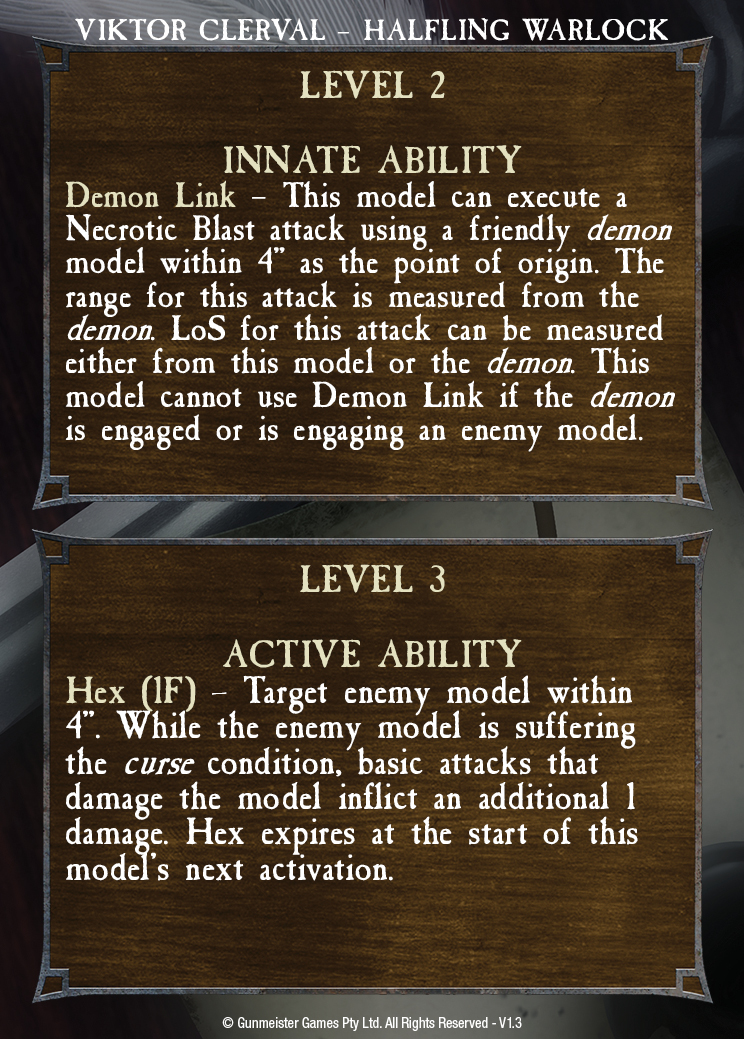 VIKTOR CLERVAL – HALFLING WARLOCK
LEVEL 2
INNATE ABILITY
Demon Link – This model can execute a
Necrotic Blast attack using a friendly demon
model within 4” as the point of origin. The
range for this attack is measured from the
demon. LoS for this attack can be measured
either from this model or the demon. This
model cannot use Demon Link if the demon
is engaged or is engaging an enemy model.
LEVEL 3
ACTIVE ABILITY
Hex (1F) – Target enemy model within
4”. While the enemy model is suffering
the curse condition, basic attacks that
damage the model inflict an additional 1
damage. Hex expires at the start of this
model’s next activation.
© Gunmeister Games Pty Ltd. All Rights Reserved - V1.3